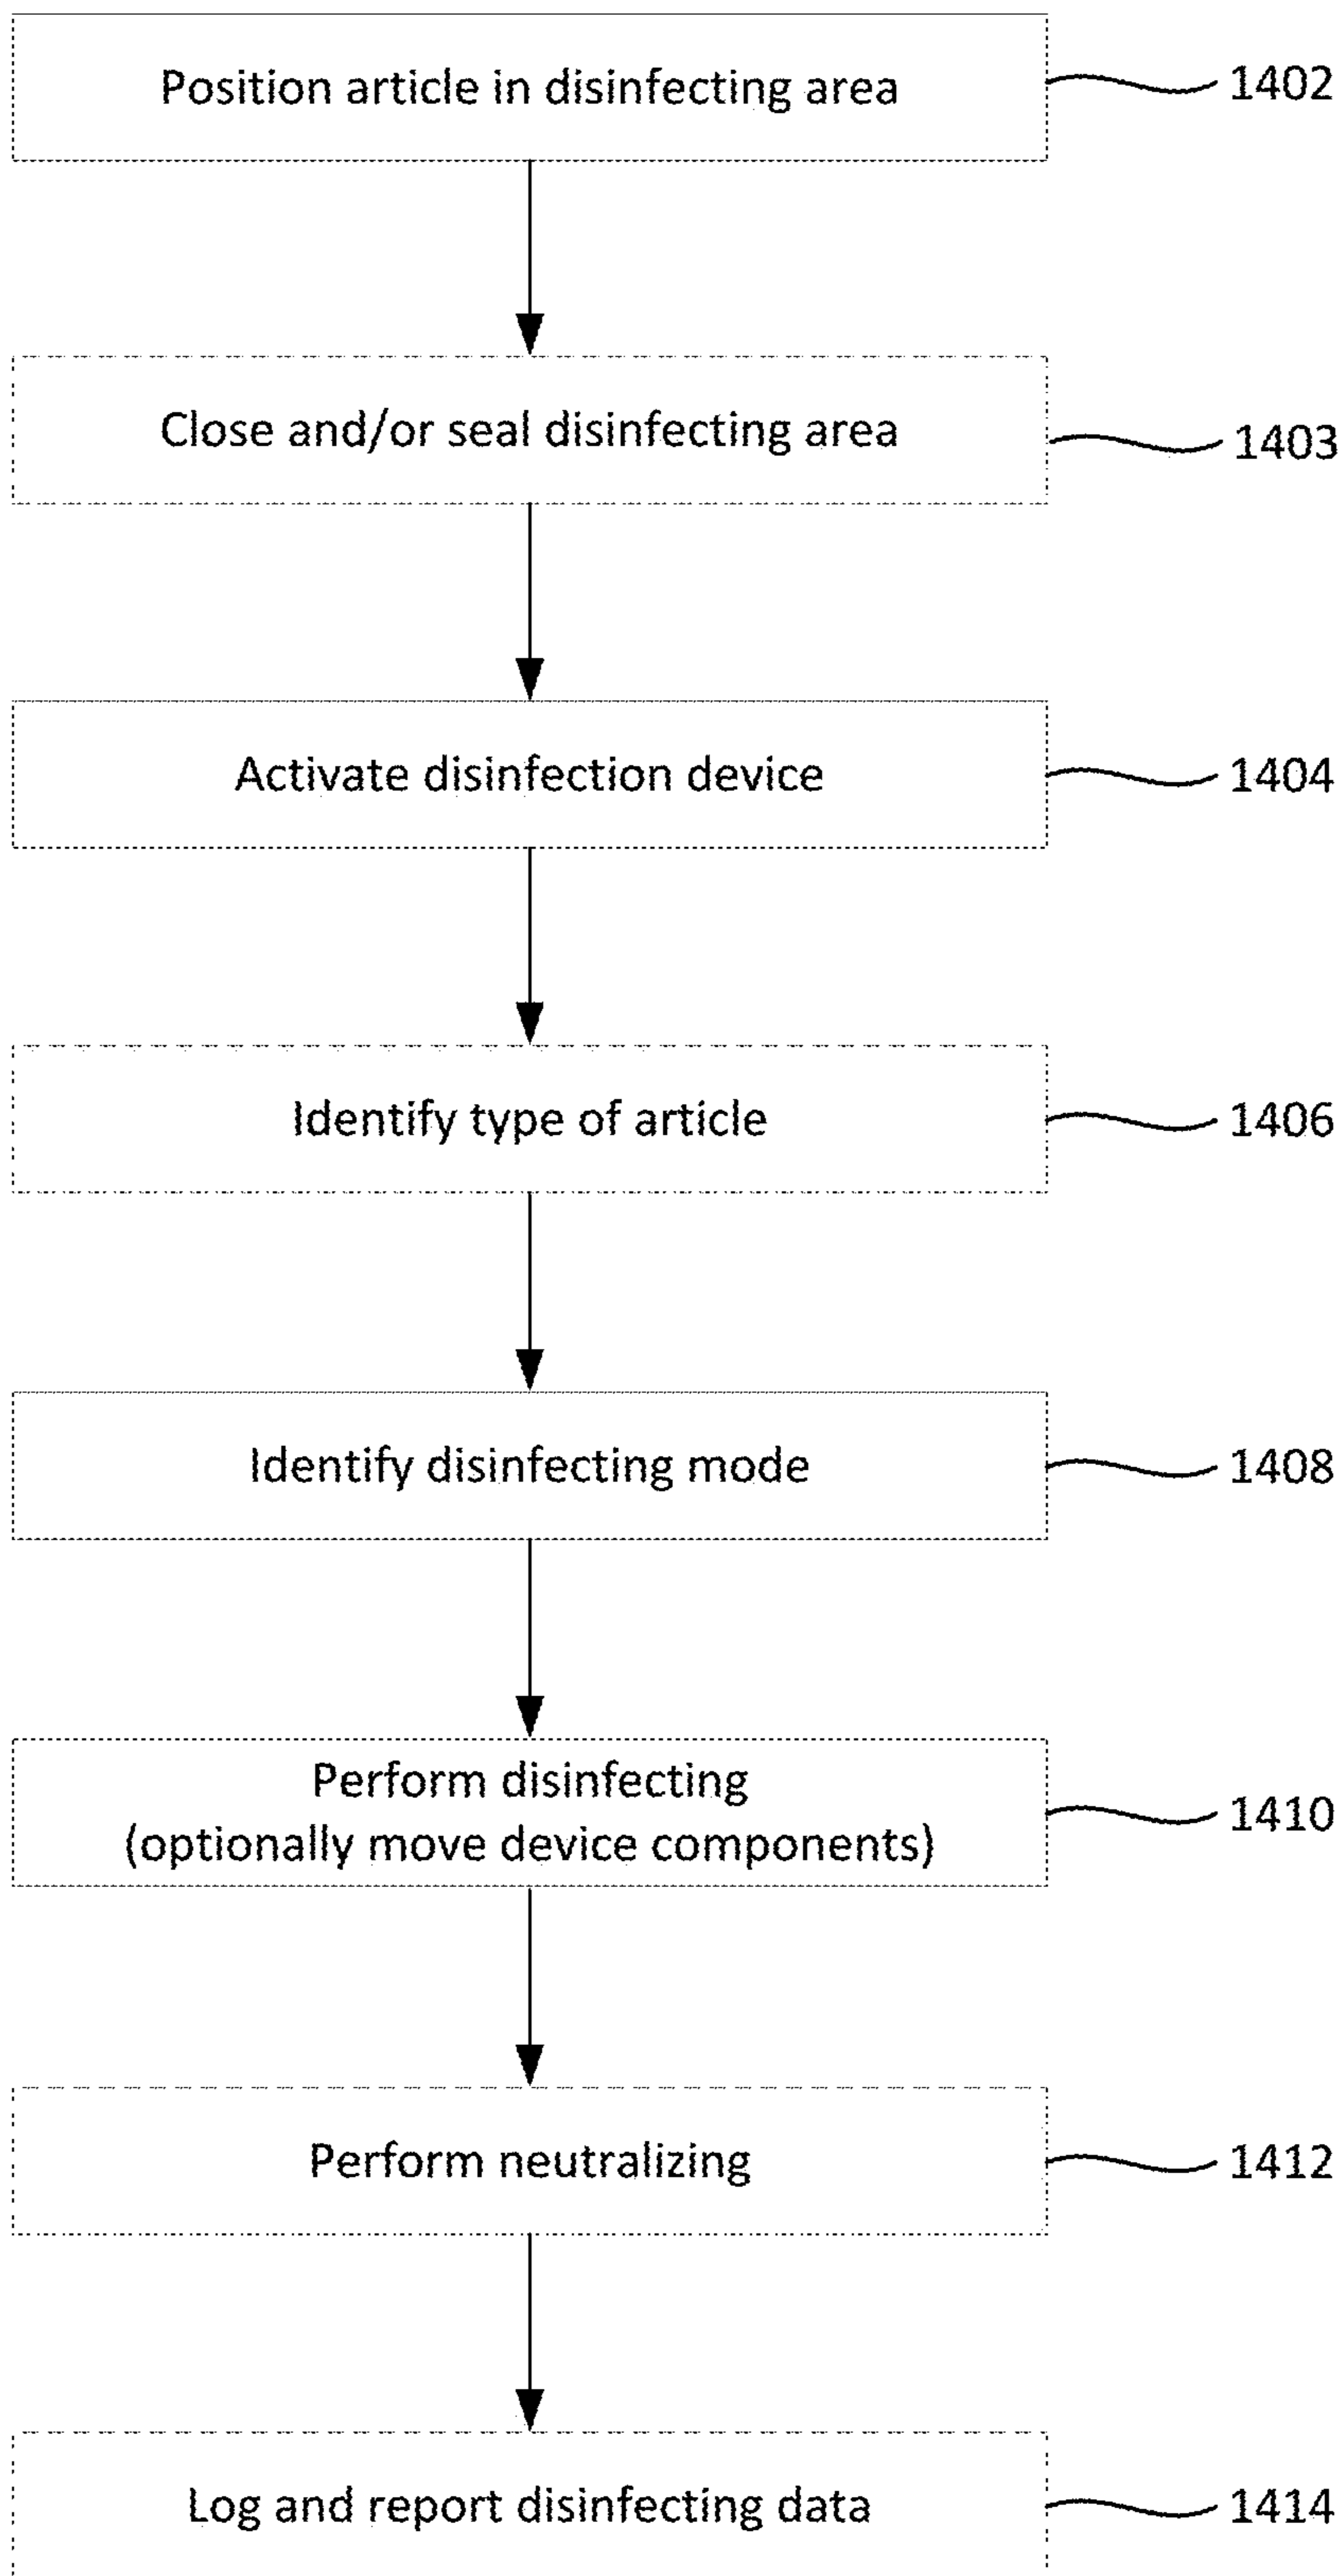 Position article in disinfecting area
1402
Close and/or seal disinfecting area
1403
Activate disinfection device
1404
Identify type of article
1406
Identify disinfecting mode
1408
Perform disinfecting
(optionally move device components)
1410
Perform neutralizing
1412
Log and report disinfecting data
1414